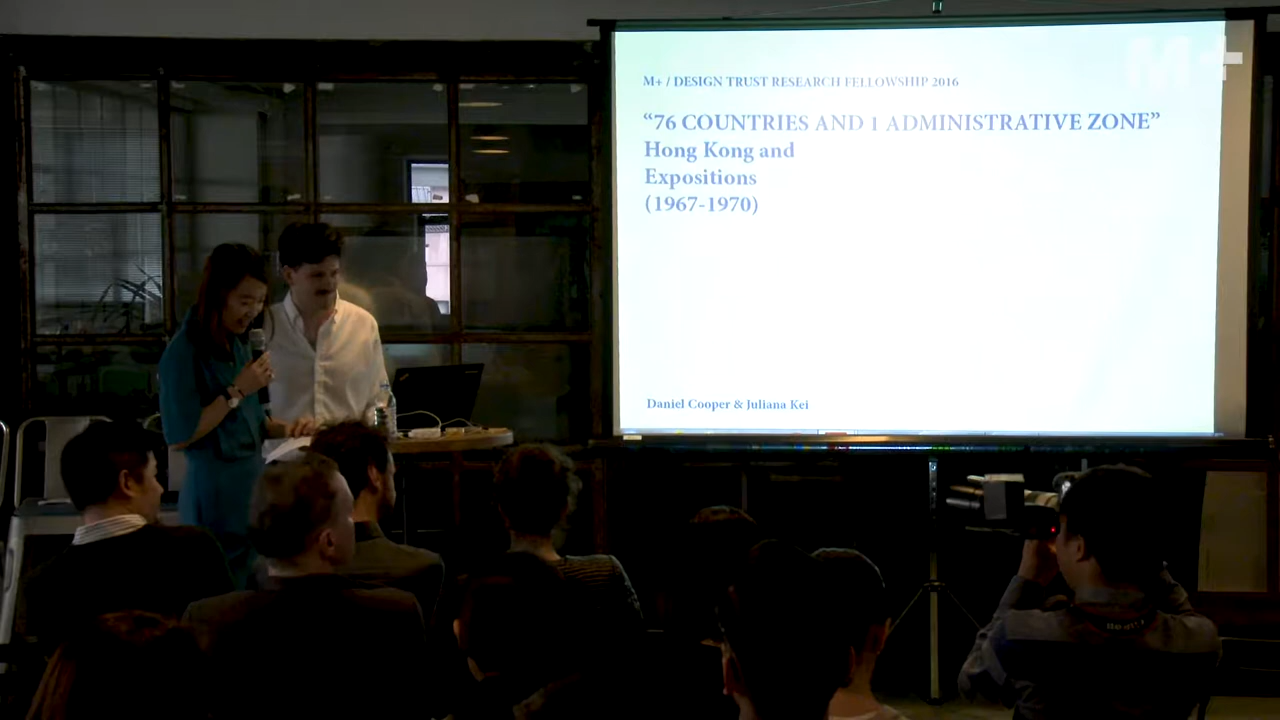 M+
M+ / DESIGN TRUST RESEARCH FELLOWSHIP 2016
“76 COUNTRIES AND 1 ADMINISTRATIVE ZONE”
Hong Kong and
Expositions
(1967-1970)
Daniel Cooper & Juliana Kei